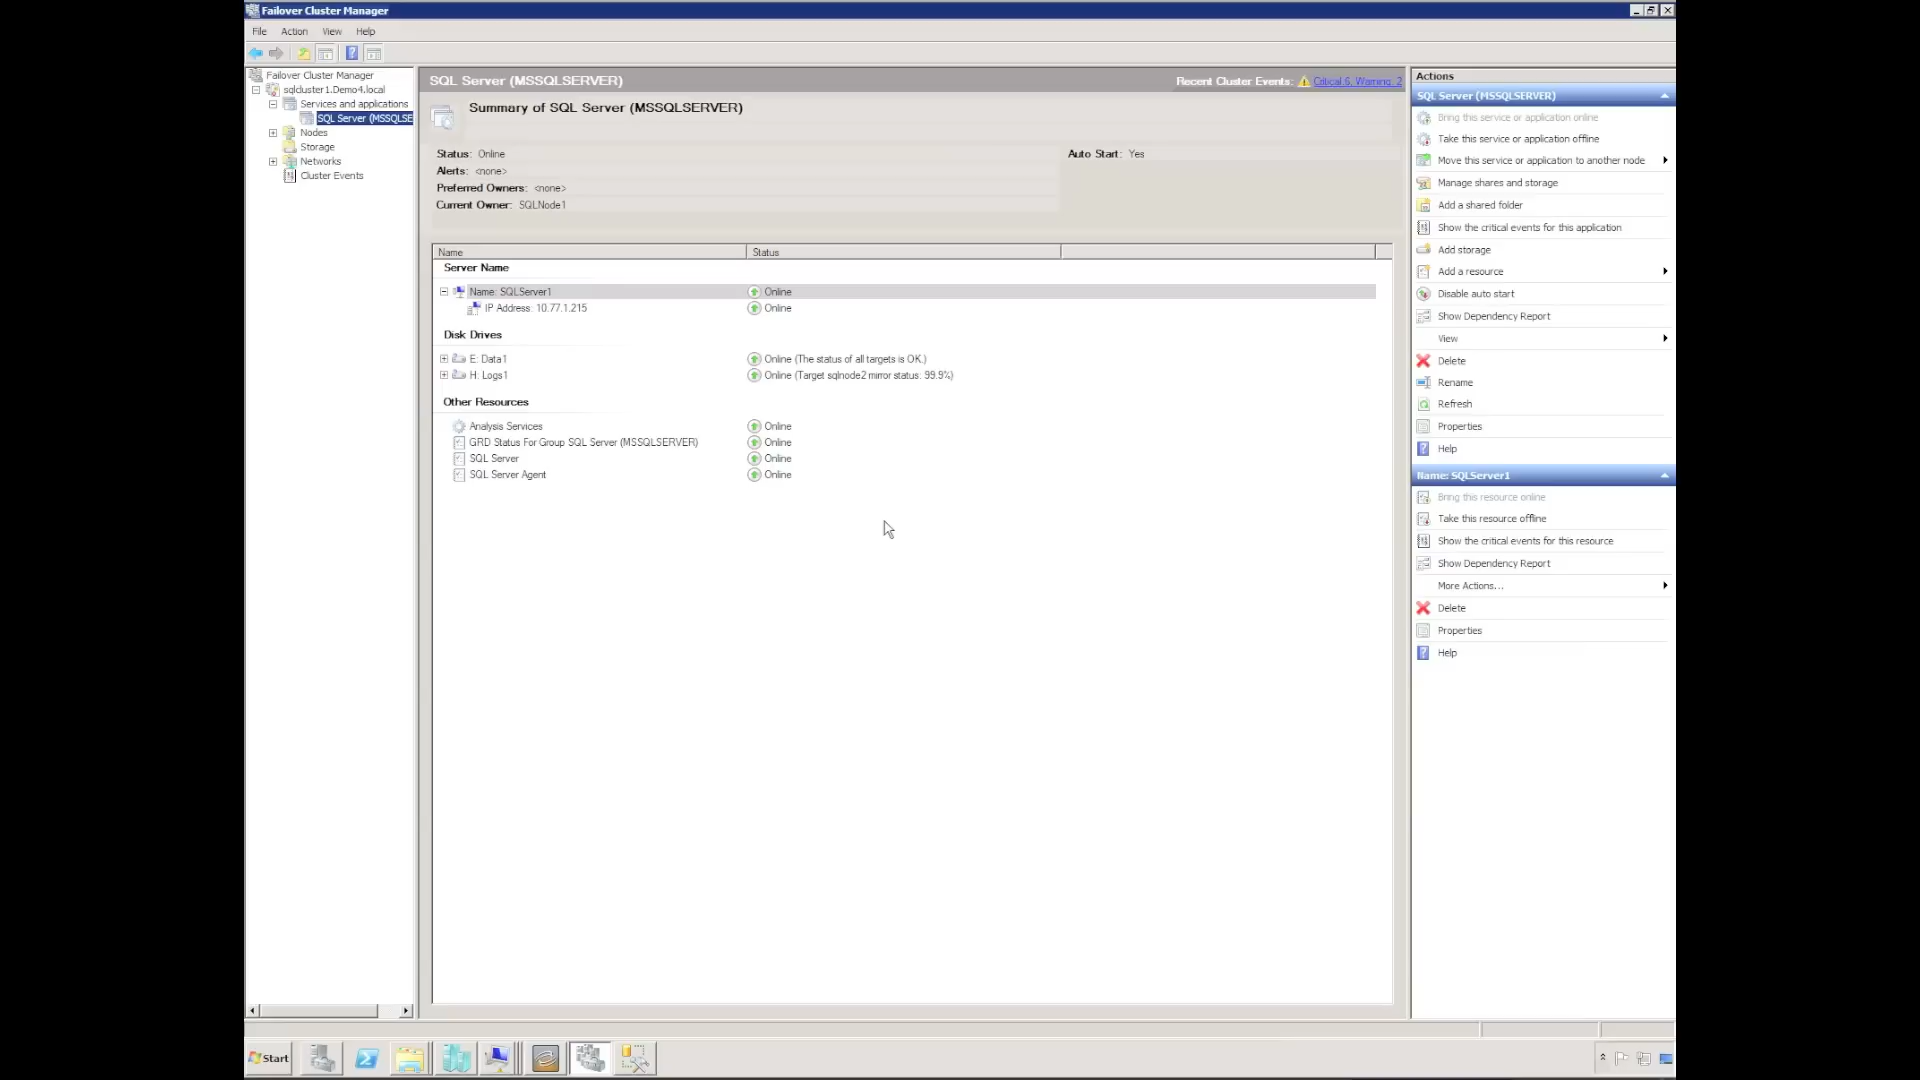 Failover Cluster Manager
File Action View Help
Failover Cluster Manager
sqlcluster1.Demo4.local
Services and applications
SQL Server (MSSQLSE
Nodes
Storage
Networks
Cluster Events
SQL Server (MSSQLSERVER)
Recent Cluster Events: Critical 6, Warning 2
Summary of SQL Server (MSSQLSERVER)
Status: Online
Auto Start: Yes
Alerts: <none>
Preferred Owners: <none>
Current Owner: SQLNode1
Name Status
Server Name
Name: SQLServer1 Online
IP Address: 10.77.1.215 Online
Disk Drives
E: Data1 Online (The status of all targets is OK.)
H: Logs1 Online (Target sqlnode2 mirror status: 99.9%)
Other Resources
Analysis Services Online
GRD Status For Group SQL Server (MSSQLSERVER) Online
SQL Server Online
SQL Server Agent Online
Actions
SQL Server (MSSQLSERVER)
Bring this service or application online
Take this service or application offline
Move this service or application to another node
Manage shares and storage
Add a shared folder
Show the critical events for this application
Add storage
Add a resource
Disable auto start
Show Dependency Report
View
Delete
Rename
Refresh
Properties
Help
Name: SQLServer1
Bring this resource online
Take this resource offline
Show the critical events for this resource
Show Dependency Report
More Actions...
Delete
Properties
Help
Start